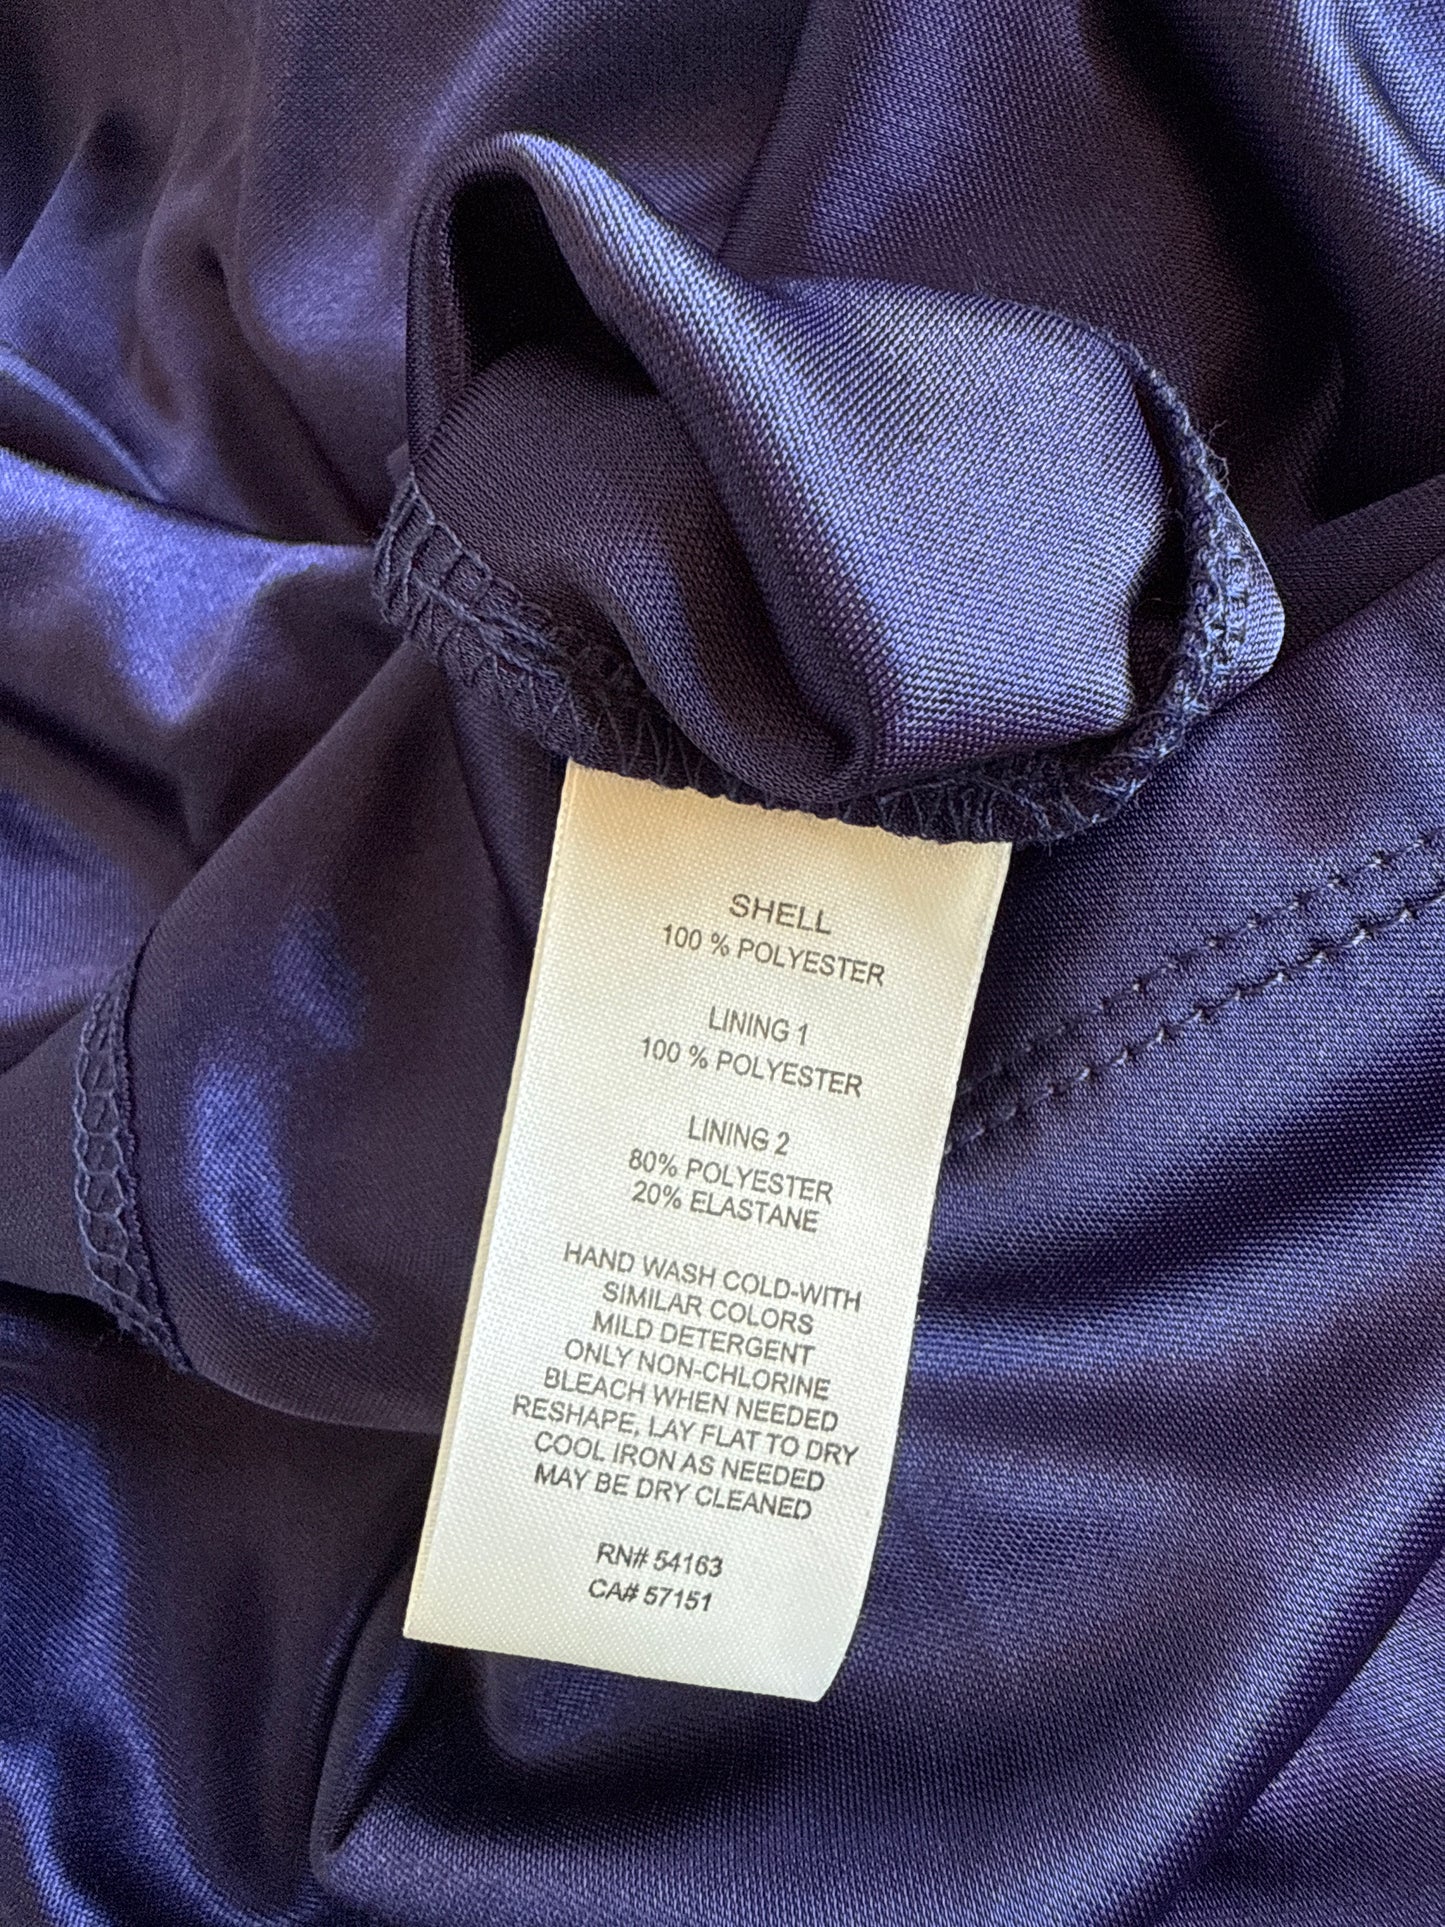 SHELL
100 % POLYESTER
LINING 1
100 % POLYESTER
LINING 2
80% POLYESTER
20% ELASTANE
HAND WASH COLD-WITH
SIMILAR COLORS
MILD DETERGENT
ONLY NON-CHLORINE
BLEACH WHEN NEEDED
RESHAPE, LAY FLAT TO DRY
COOL IRON AS NEEDED
MAY BE DRY CLEANED
RN# 54163
CA# 57151